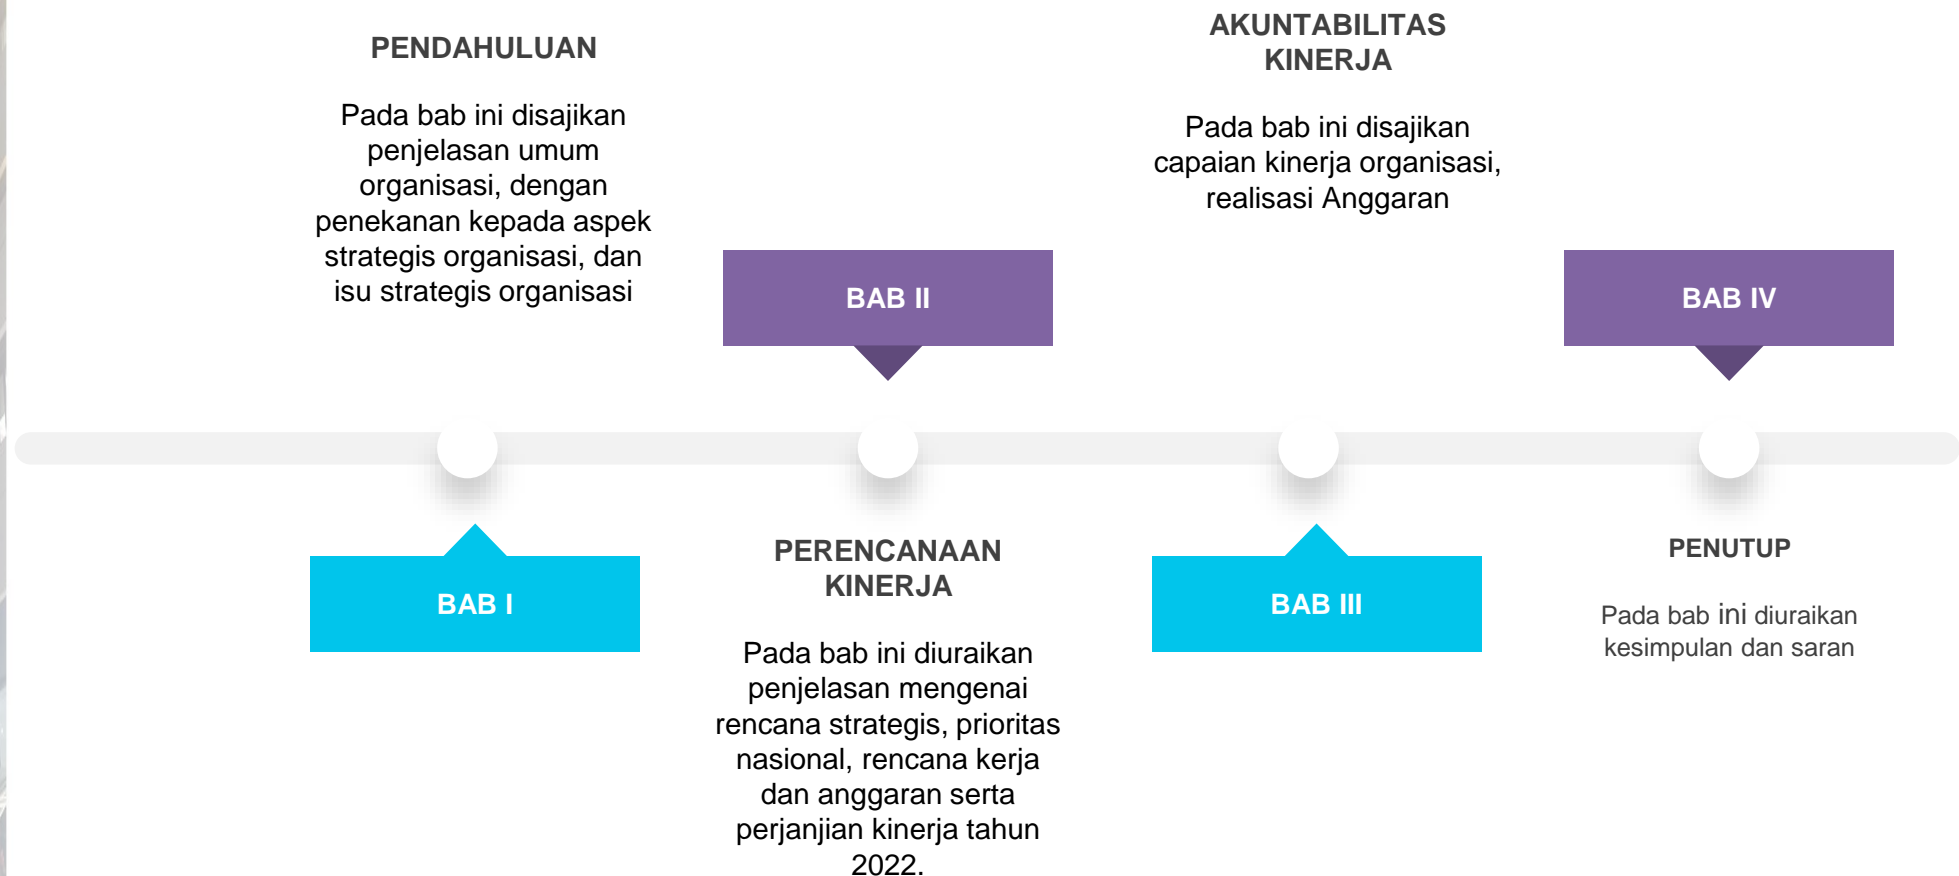 PENDAHULUAN
Pada bab ini disajikan
penjelasan umum
organisasi, dengan
penekanan kepada aspek
strategis organisasi, dan
isu strategis organisasi
BAB I
BAB II
PERENCANAAN
KINERJA
Pada bab ini diuraikan
penjelasan mengenai
rencana strategis, prioritas
nasional, rencana kerja
dan anggaran serta
perjanjian kinerja tahun
2022.
AKUNTABILITAS
KINERJA
Pada bab ini disajikan
capaian kinerja organisasi,
realisasi Anggaran
BAB III
BAB IV
PENUTUP
Pada bab ini diuraikan
kesimpulan dan saran